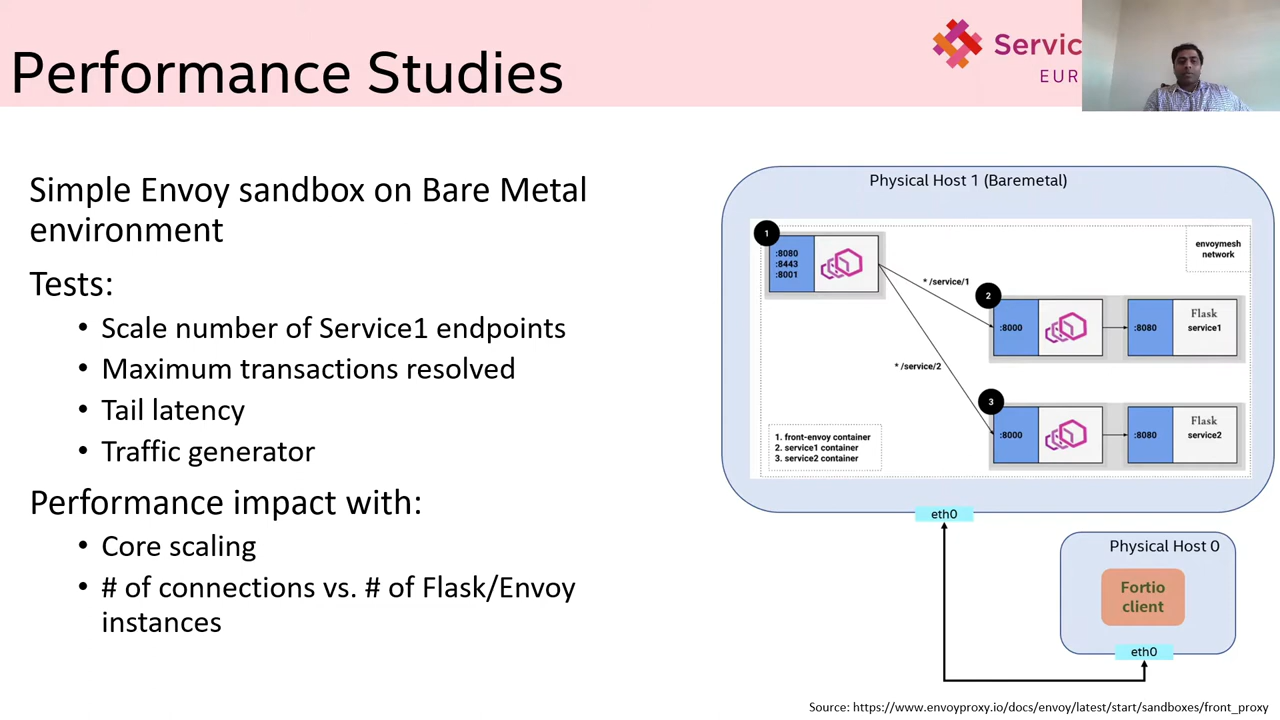 Performance Studies
Servic
EUR
Simple Envoy sandbox on Bare Metal
environment
Tests:
• Scale number of Service1 endpoints
• Maximum transactions resolved
• Tail latency
• Traffic generator
Performance impact with:
• Core scaling
• # of connections vs. # of Flask/Envoy
instances
Physical Host 1 (Baremetal)
1
:8080
:8443
:8001
envoymesh
network
* /service/1
2
:8000
:8080
Flask
service1
* /service/2
3
:8000
:8080
Flask
service2
1. front-envoy container
2. service1 container
3. service2 container
eth0
Physical Host 0
Fortio
client
eth0
Source: https://www.envoyproxy.io/docs/envoy/latest/start/sandboxes/front_proxy